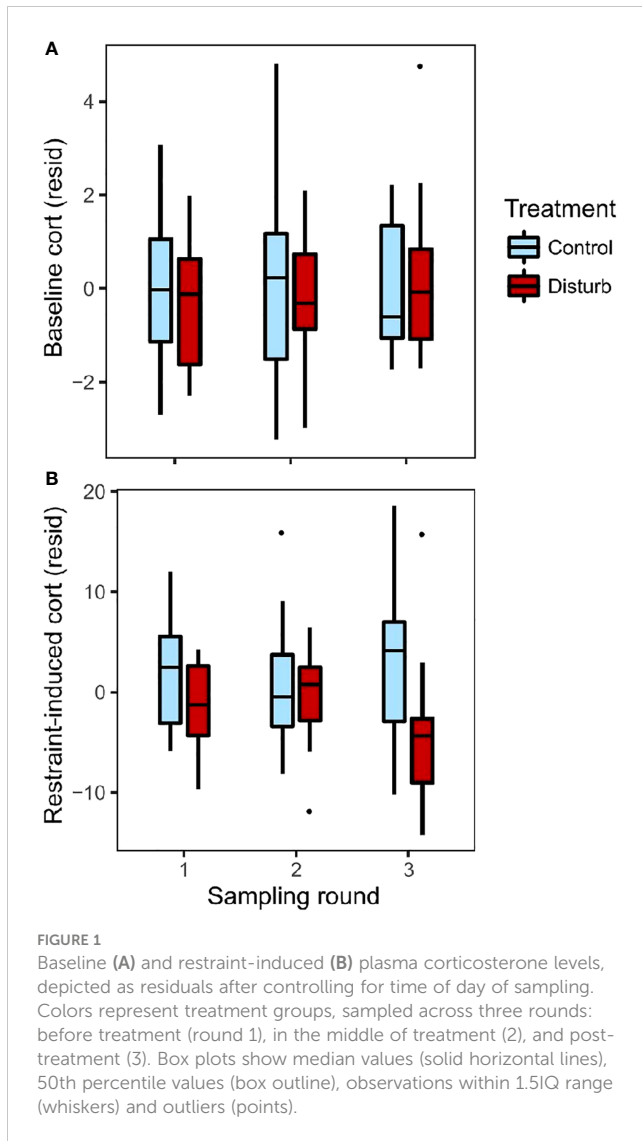 A
Baseline cort (resid)
4
2
0
−2
Treatment
Control
Disturb
B
Restraint-induced cort (resid)
20
10
0
−10
1 2 3
Sampling round
FIGURE 1
Baseline (A) and restraint-induced (B) plasma corticosterone levels,
depicted as residuals after controlling for time of day of sampling.
Colors represent treatment groups, sampled across three rounds:
before treatment (round 1), in the middle of treatment (2), and post-
treatment (3). Box plots show median values (solid horizontal lines),
50th percentile values (box outline), observations within 1.5IQ range
(whiskers) and outliers (points).